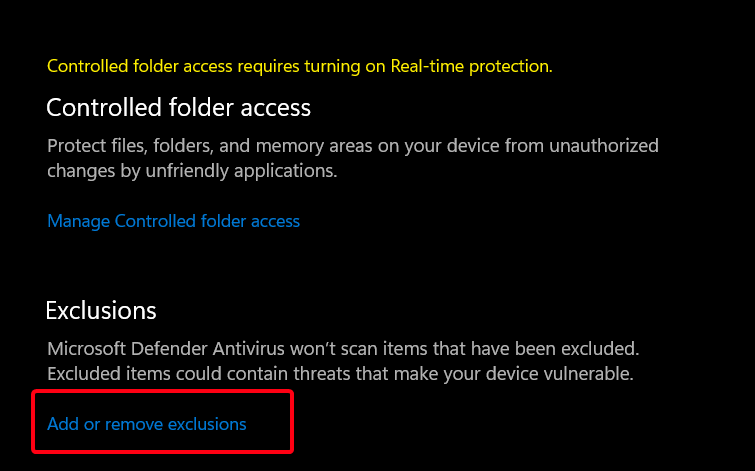 Controlled folder access requires turning on Real-time protection.
Controlled folder access
Protect files, folders, and memory areas on your device from unauthorized
changes by unfriendly applications.
Manage Controlled folder access
Exclusions
Microsoft Defender Antivirus won’t scan items that have been excluded.
Excluded items could contain threats that make your device vulnerable.
Add or remove exclusions